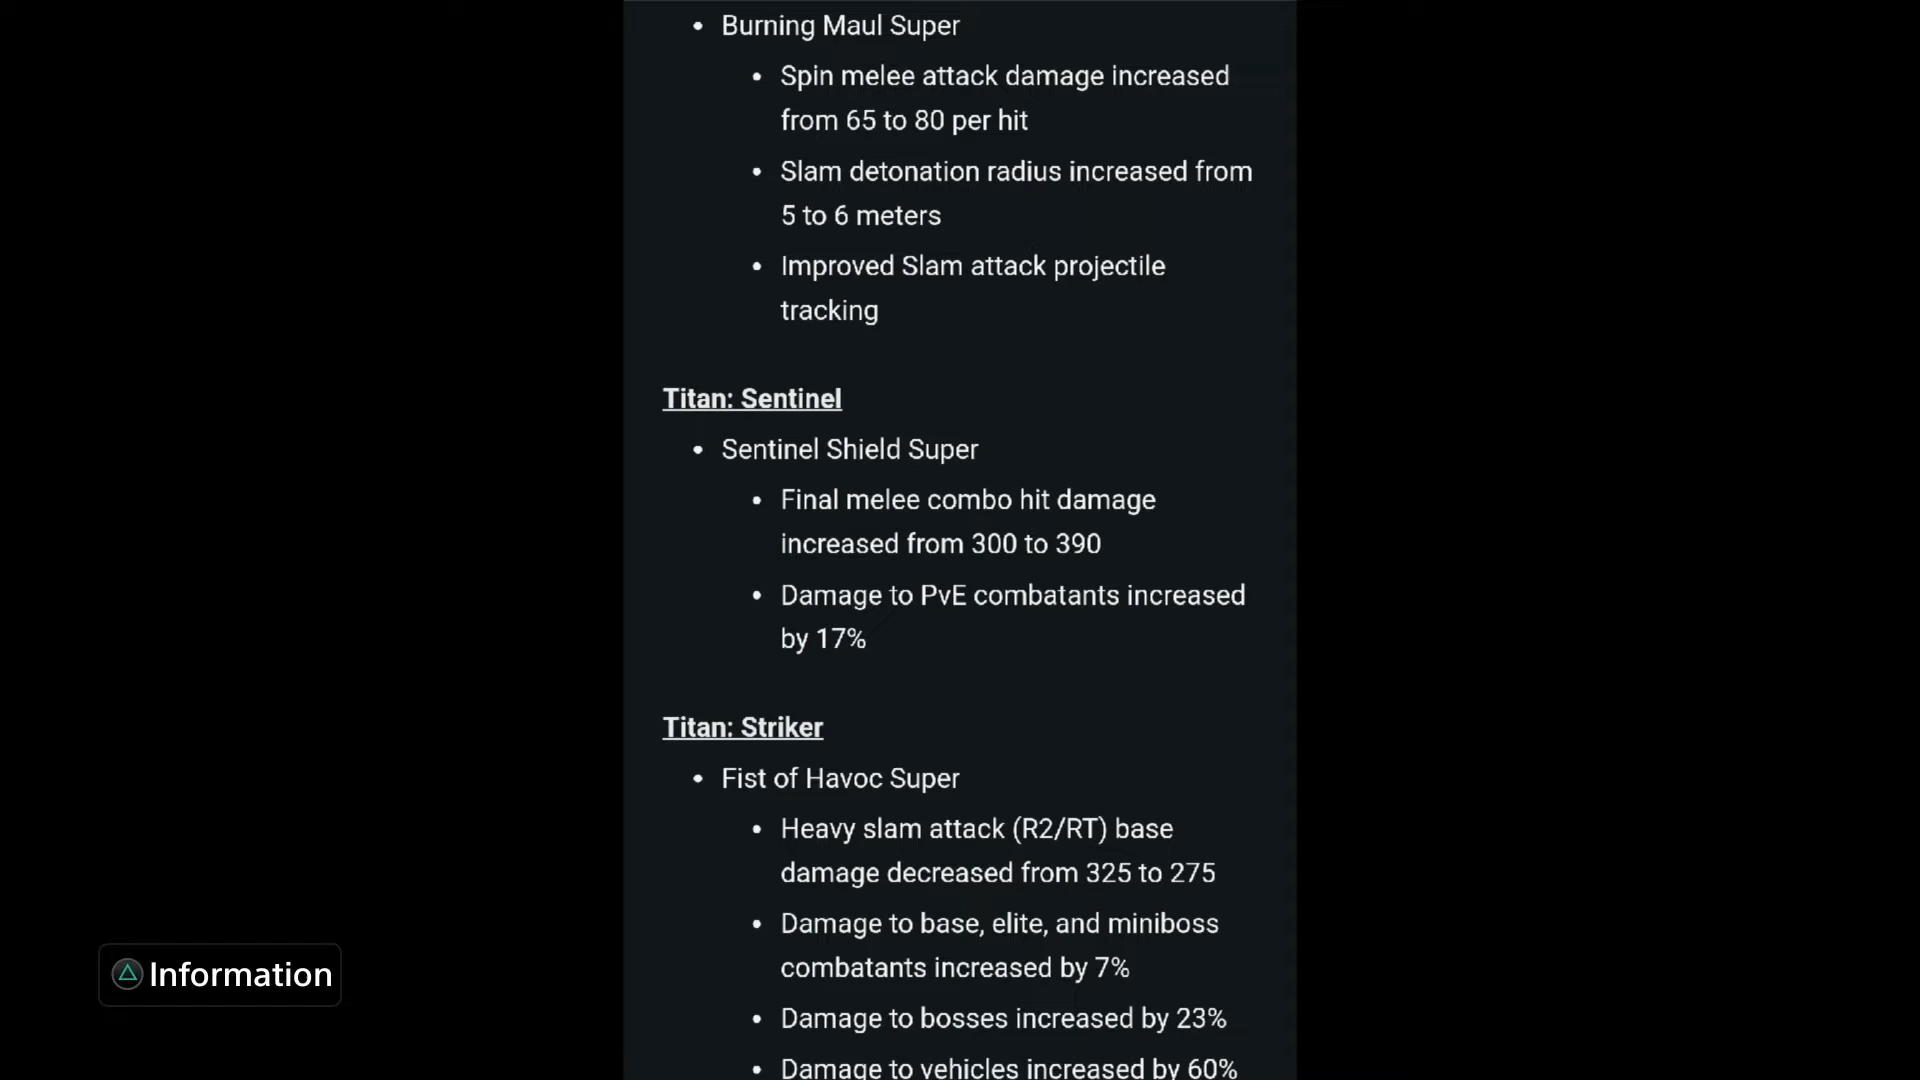 • Burning Maul Super
• Spin melee attack damage increased
from 65 to 80 per hit
• Slam detonation radius increased from
5 to 6 meters
• Improved Slam attack projectile
tracking
Titan: Sentinel
• Sentinel Shield Super
• Final melee combo hit damage
increased from 300 to 390
• Damage to PvE combatants increased
by 17%
Titan: Striker
• Fist of Havoc Super
• Heavy slam attack (R2/RT) base
damage decreased from 325 to 275
• Damage to base, elite, and miniboss
combatants increased by 7%
• Damage to bosses increased by 23%
• Damage to vehicles increased by 60%
Information